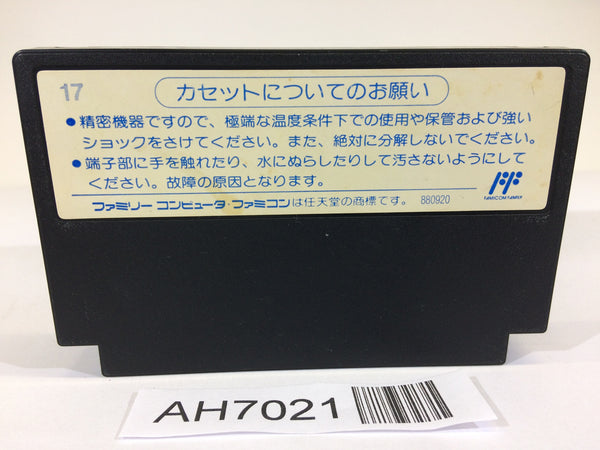 17
カセットについてのお願い
●精密機器ですので、極端な温度条件下での使用や保管および強い
ショックをさけてください。また、絶対に分解しないでください。
●端子部に手を触れたり、水にぬらしたりして汚さないようにして
ください。故障の原因となります。
FAMICOM FAMILY
ファミリー コンピュータ・ファミコンは任天堂の商標です。 880920
AH7021